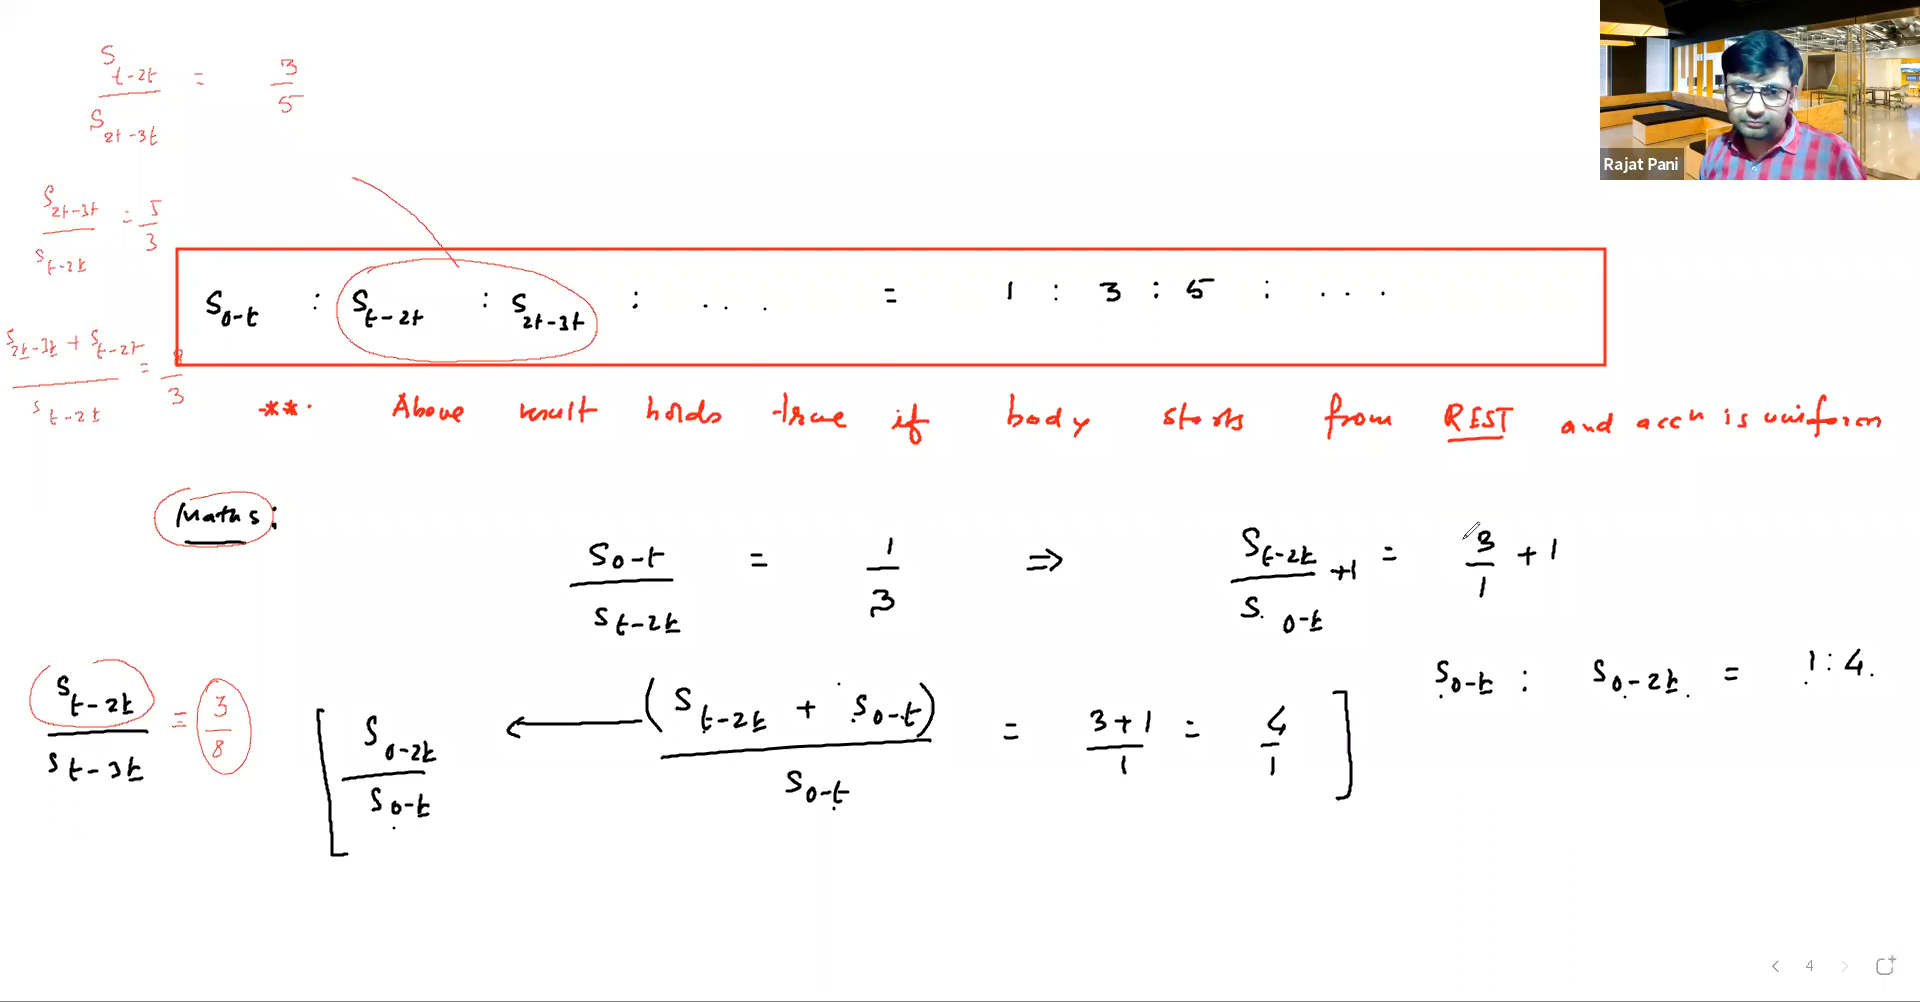 S_{t-2t} / S_{2t-3t} = 3/5
Rajat Pani
S_{2t-3t} / S_{t-2t} = 5/3
S_{0-t} : S_{t-2t} : S_{2t-3t} : . . . = 1 : 3 : 5 : . . .
(S_{2t-3t} + S_{t-2t}) / S_{t-2t} = 8/3
** Above result holds true if body starts from REST and accn is uniform
Maths :
S_{0-t} / S_{t-2t} = 1/3 ⇒ S_{t-2t} / S_{0-t} +1 = 3/1 + 1
S_{0-t} : S_{0-2t} = 1 : 4.
S_{t-2t} / S_{t-3t} = 3/8
[ S_{0-2t} / S_{0-t} ← (S_{t-2t} + S_{0-t}) / S_{0-t} = 3+1 / 1 = 4/1 ]
4